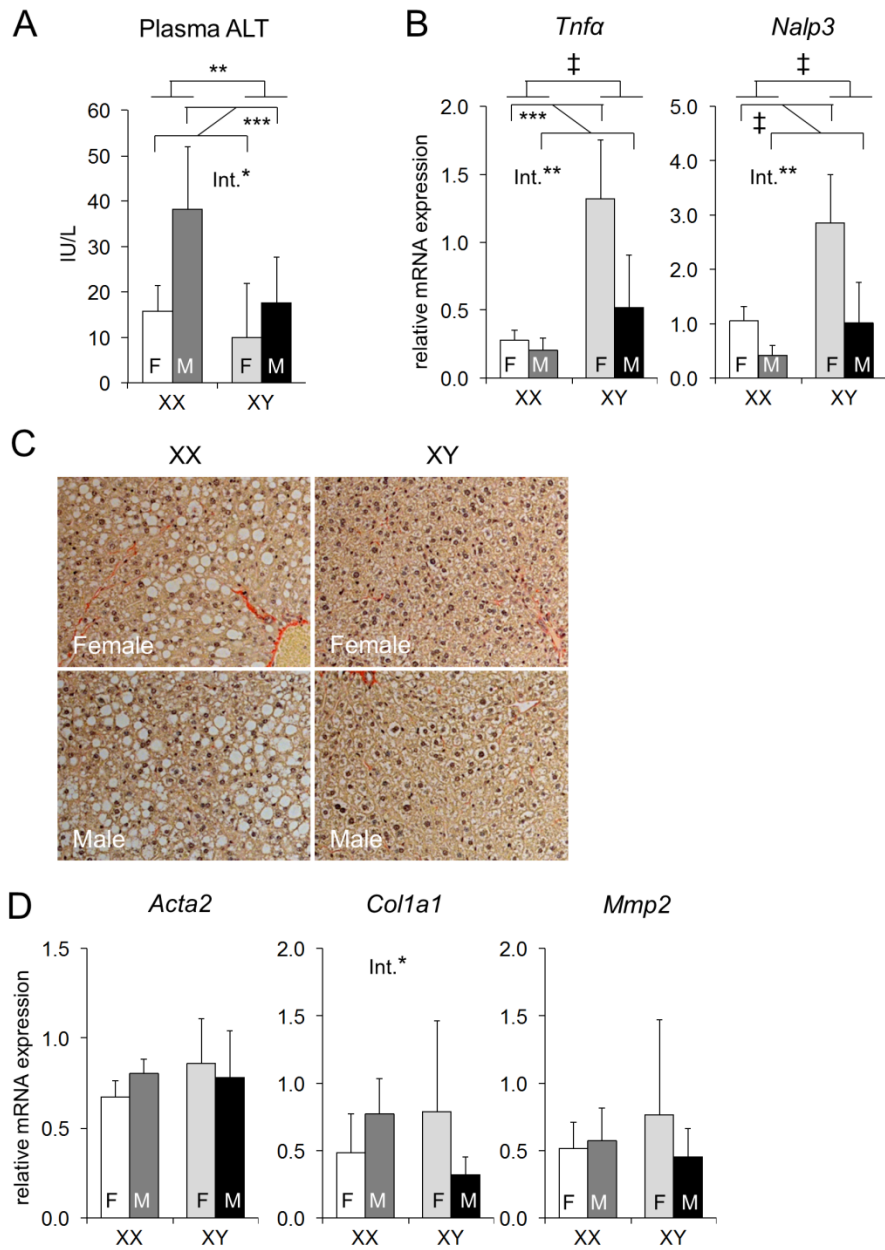 A
Plasma ALT
**
***
Int.*
60
50
40
30
20
10
0
IU/L
F
M
F
M
XX
XY
B
Tnfα
‡
***
Int.**
2.0
1.5
1.0
0.5
0.0
relative mRNA expression
F
M
F
M
XX
XY
Nalp3
‡
‡
Int.**
5.0
4.0
3.0
2.0
1.0
0.0
F
M
F
M
XX
XY
C
XX
XY
Female
Female
Male
Male
D
Acta2
1.5
1.0
0.5
0.0
relative mRNA expression
F
M
F
M
XX
XY
Col1a1
Int.*
2.0
1.5
1.0
0.5
0.0
F
M
F
M
XX
XY
Mmp2
2.0
1.5
1.0
0.5
0.0
F
M
F
M
XX
XY